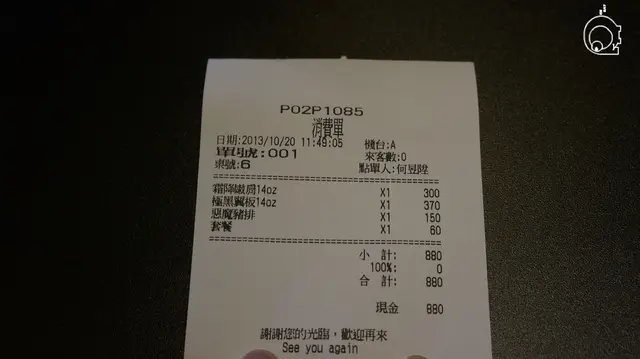 P02P1085
消費單
日期:2013/10/20 11:49:05 機台:A
單號:001 來客數:0
桌號:6 點單人:何昱陞
霜降嫩肩14oz X1 300
極黑翼板14oz X1 370
惡魔豬排 X1 150
套餐 X1 60
小 計: 880
100%: 0
合 計: 880
現金 880
謝謝您的光臨,歡迎再來
See you again